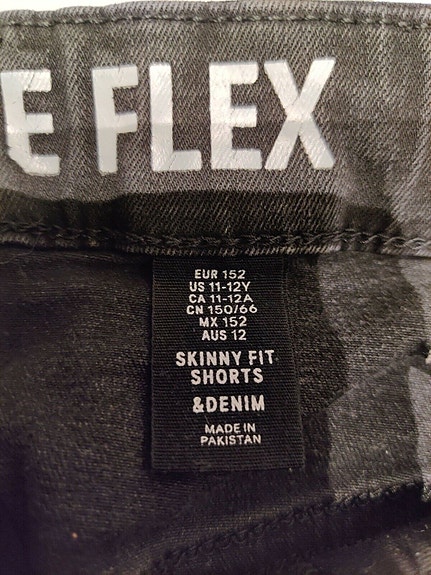 E FLEX
EUR 152
US 11-12Y
CA 11-12A
CN 150/66
MX 152
AUS 12
SKINNY FIT
SHORTS
&DENIM
MADE IN
PAKISTAN